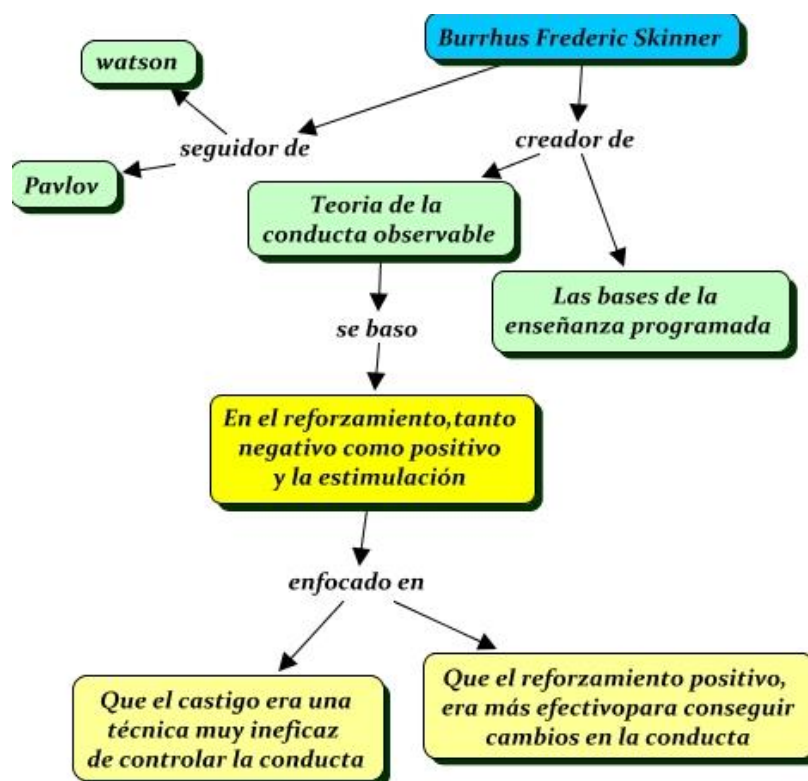 Burrhus Frederic Skinner
watson
seguidor de
creador de
Pavlov
Teoria de la
conducta observable
Las bases de la
enseñanza programada
se baso
En el reforzamiento,tanto
negativo como positivo
y la estimulación
enfocado en
Que el castigo era una
técnica muy ineficaz
de controlar la conducta
Que el reforzamiento positivo,
era más efectivopara conseguir
cambios en la conducta